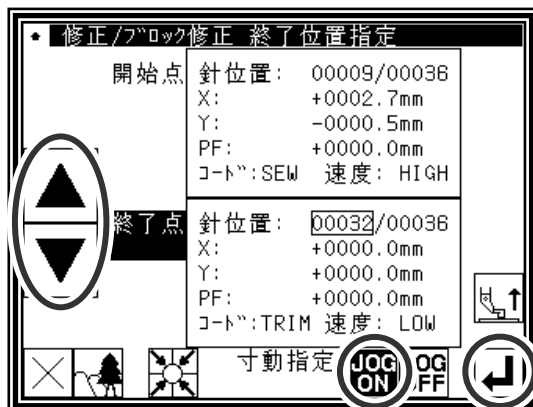 修正/ブロック修正 終了位置指定
開始点 針位置: 00009/00036
X: +0002.7mm
Y: -0000.5mm
PF: +0000.0mm
コード:SEW 速度: HIGH
終了点 針位置: 00032/00036
X: +0000.0mm
Y: +0000.0mm
PF: +0000.0mm
コード:TRIM 速度: LOW
寸動指定 JOG ON JOG OFF